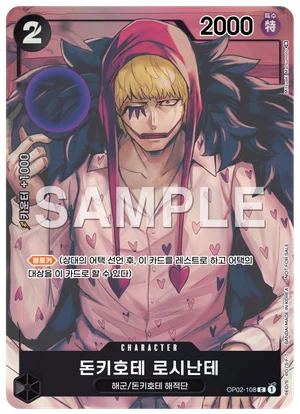 2
2000
특수
特
카운터 +1000
SAMPLE
블로커 (상대의 어택 선언 후, 이 카드를 레스트로 하고 어택의
대상을 이 카드로 할 수 있다)
CHARACTER
돈키호테 로시난테
해군/돈키호테 해적단
OP02-108 C 1